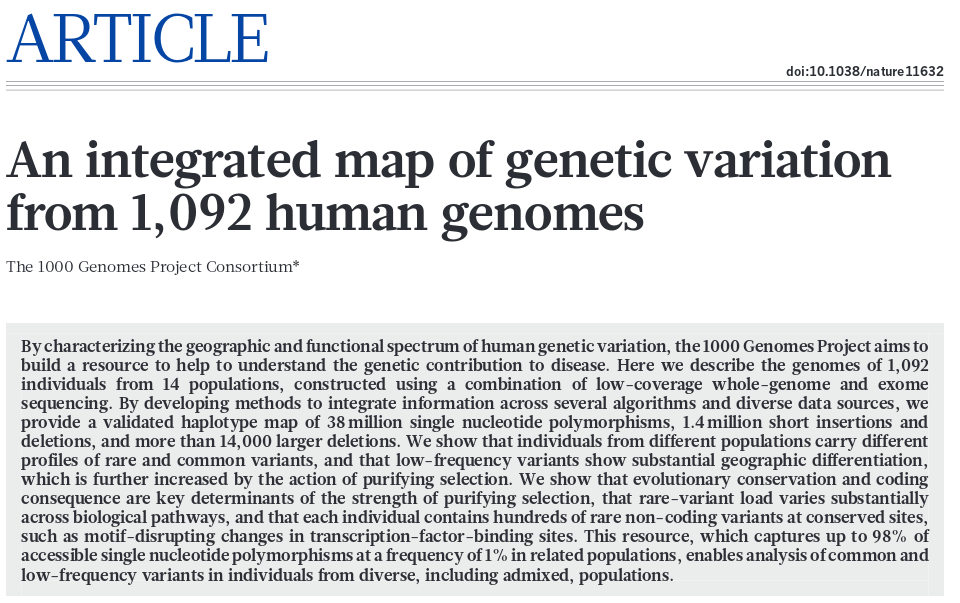 ARTICLE
doi:10.1038/nature11632
An integrated map of genetic variation
from 1,092 human genomes
The 1000 Genomes Project Consortium*
By characterizing the geographic and functional spectrum of human genetic variation, the 1000 Genomes Project aims to
build a resource to help to understand the genetic contribution to disease. Here we describe the genomes of 1,092
individuals from 14 populations, constructed using a combination of low-coverage whole-genome and exome
sequencing. By developing methods to integrate information across several algorithms and diverse data sources, we
provide a validated haplotype map of 38 million single nucleotide polymorphisms, 1.4 million short insertions and
deletions, and more than 14,000 larger deletions. We show that individuals from different populations carry different
profiles of rare and common variants, and that low-frequency variants show substantial geographic differentiation,
which is further increased by the action of purifying selection. We show that evolutionary conservation and coding
consequence are key determinants of the strength of purifying selection, that rare-variant load varies substantially
across biological pathways, and that each individual contains hundreds of rare non-coding variants at conserved sites,
such as motif-disrupting changes in transcription-factor-binding sites. This resource, which captures up to 98% of
accessible single nucleotide polymorphisms at a frequency of 1% in related populations, enables analysis of common and
low-frequency variants in individuals from diverse, including admixed, populations.